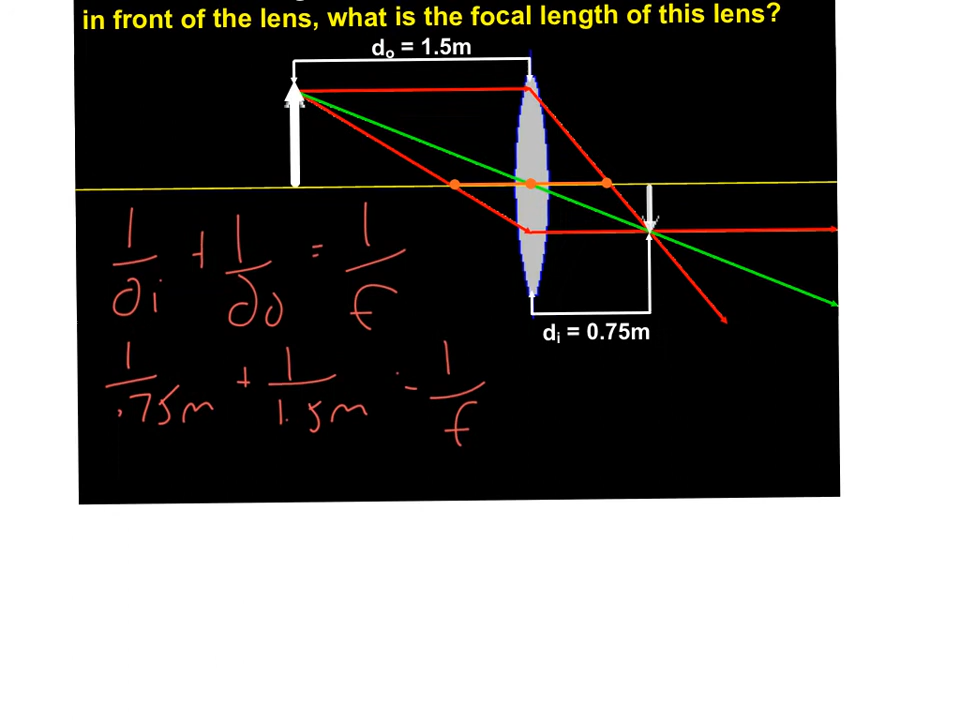 in front of the lens, what is the focal length of this lens?
dₒ = 1.5m
1/di + 1/do = 1/f
dᵢ = 0.75m
1/.75m + 1/1.5m = 1/f